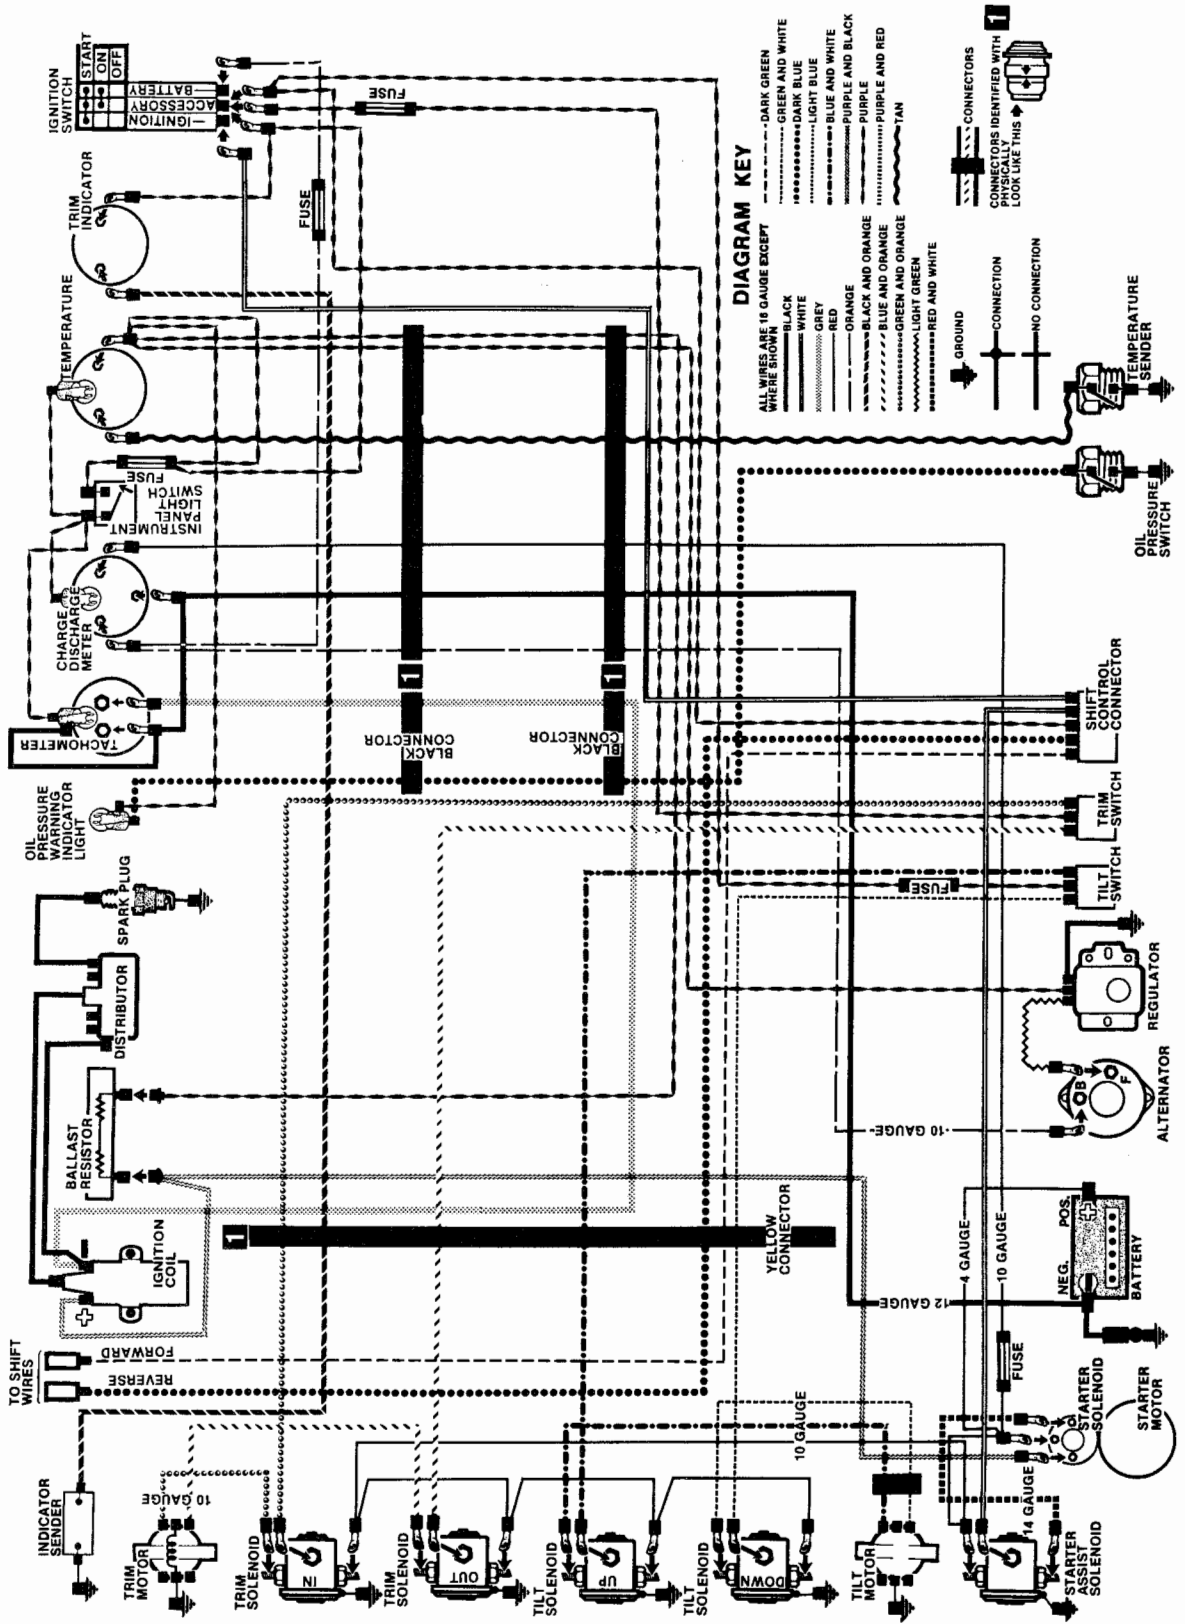 IGNITION
SWITCH
START
ON
OFF
BATTERY
ACCESSORY
IGNITION
FUSE
TRIM
INDICATOR
FUSE
TEMPERATURE
FUSE
INSTRUMENT
PANEL
LIGHT
SWITCH
CHARGE
DISCHARGE
METER
TACHOMETER
OIL
PRESSURE
WARNING
INDICATOR
LIGHT
SPARK PLUG
DISTRIBUTOR
BALLAST
RESISTOR
IGNITION
COIL
TO SHIFT
WIRES
FORWARD
REVERSE
INDICATOR
SENDER
TRIM
MOTOR
10 GAUGE
TRIM
SOLENOID
IN
TRIM
SOLENOID
OUT
TILT
SOLENOID
UP
TILT
SOLENOID
DOWN
TILT
MOTOR
10 GAUGE
STARTER
ASSIST
SOLENOID
14 GAUGE
STARTER
SOLENOID
STARTER
MOTOR
FUSE
4 GAUGE
10 GAUGE
12 GAUGE
NEG.
POS.
BATTERY
1
YELLOW
CONNECTOR
10 GAUGE
ALTERNATOR
B
F
REGULATOR
FUSE
TILT
SWITCH
TRIM
SWITCH
SHIFT
CONTROL
CONNECTOR
1
BLACK
CONNECTOR
1
BLACK
CONNECTOR
OIL
PRESSURE
SWITCH
TEMPERATURE
SENDER
DIAGRAM KEY
ALL WIRES ARE 16 GAUGE EXCEPT
WHERE SHOWN
BLACK
WHITE
GREY
RED
ORANGE
BLACK AND ORANGE
BLUE AND ORANGE
GREEN AND ORANGE
LIGHT GREEN
RED AND WHITE
GROUND
CONNECTION
NO CONNECTION
DARK GREEN
GREEN AND WHITE
DARK BLUE
LIGHT BLUE
BLUE AND WHITE
PURPLE AND BLACK
PURPLE
PURPLE AND RED
TAN
CONNECTORS
CONNECTORS IDENTIFIED WITH 1
PHYSICALLY
LOOK LIKE THIS